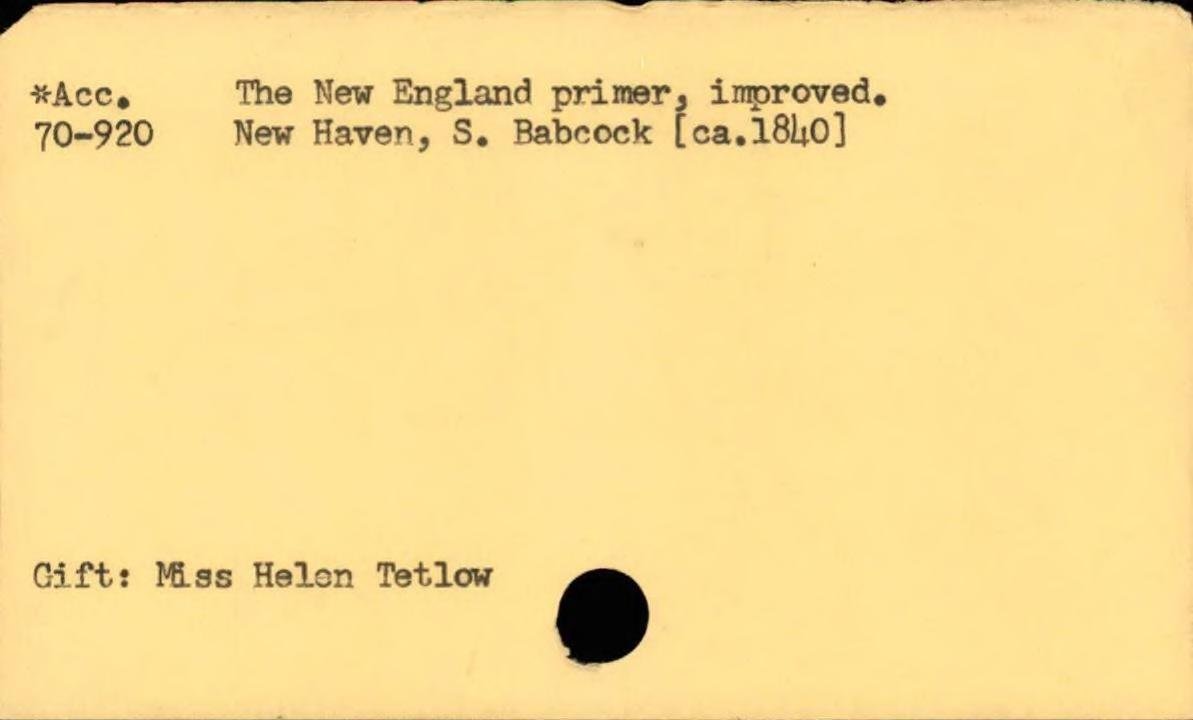 *Acc. The New England primer, improved.
70-920 New Haven, S. Babcock [ca.1840]
Gift: Miss Helen Tetlow